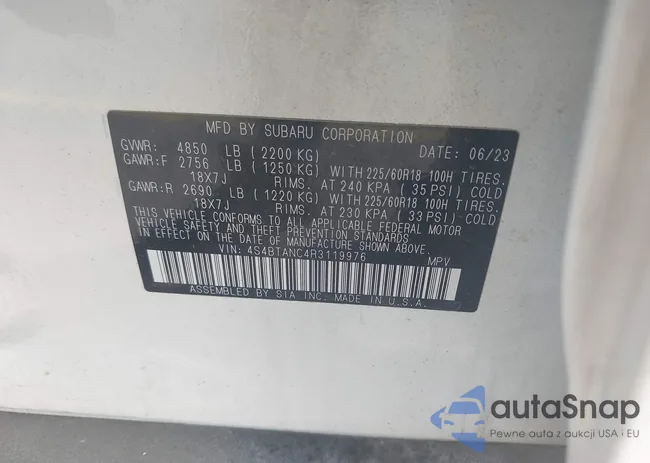 MFD BY SUBARU CORPORATION DATE: 06/23
GVWR: 4850 LB (2200 KG)
GAWR:F 2756 LB (1250 KG) WITH 225/60R18 100H TIRES.
18X7J RIMS. AT 240 KPA ( 35 PSI) COLD
GAWR:R 2690 LB (1220 KG) WITH 225/60R18 100H TIRES.
18X7J RIMS. AT 230 KPA ( 33 PSI) COLD
THIS VEHICLE CONFORMS TO ALL APPLICABLE FEDERAL MOTOR
VEHICLE SAFETY AND THEFT PREVENTION STANDARDS
IN EFFECT ON THE DATE OF MANUFACTURE SHOWN ABOVE.
VIN: 4S4BTANC4R3119976 MPV
ASSEMBLED BY SIA INC. MADE IN U.S.A.
autoSnap
Pewne auta z aukcji USA i EU